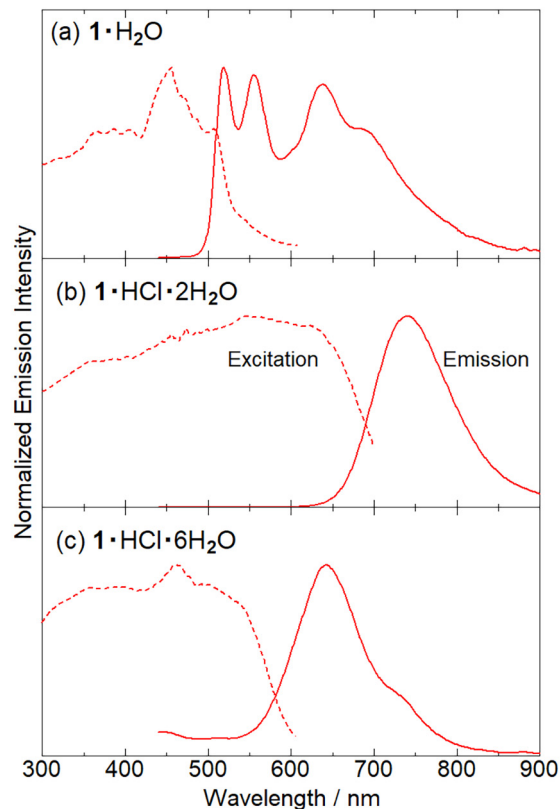 (a) 1·H₂O
(b) 1·HCl·2H₂O
Excitation Emission
(c) 1·HCl·6H₂O
Normalized Emission Intensity
300 400 500 600 700 800 900
Wavelength / nm